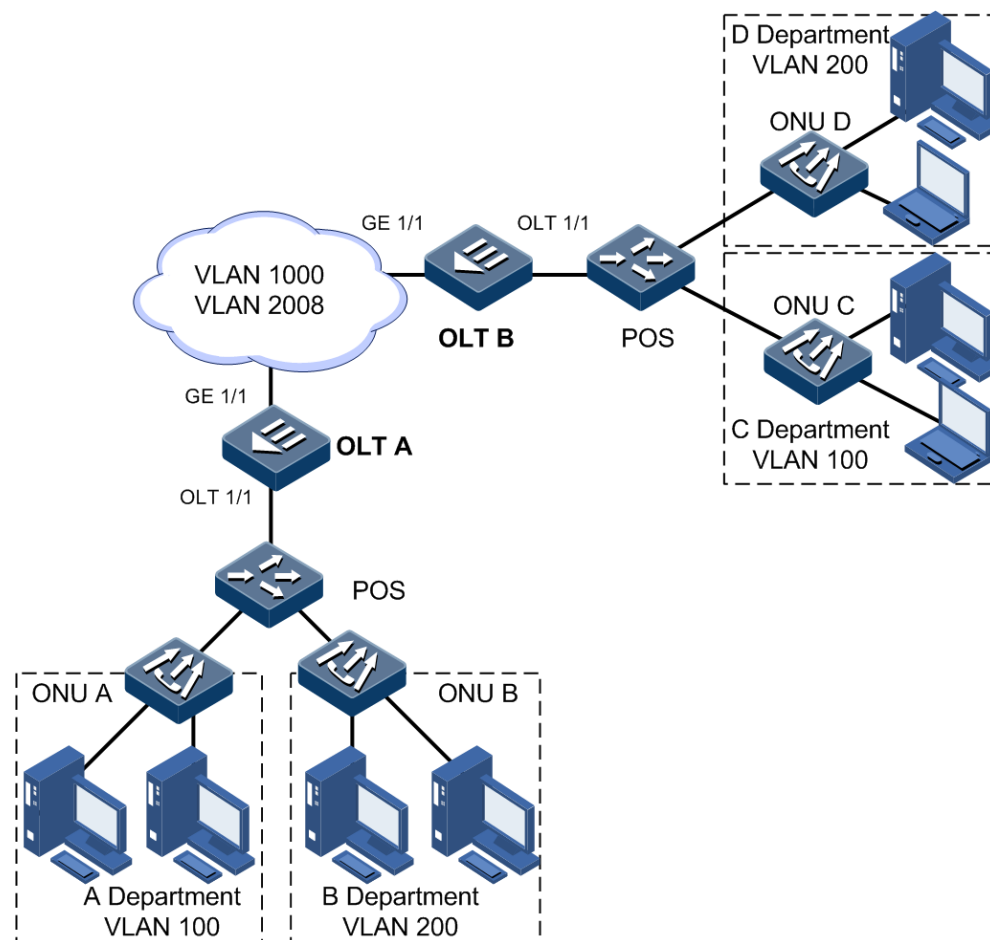 D Department
VLAN 200
ONU D
GE 1/1
OLT 1/1
VLAN 1000
VLAN 2008
OLT B
POS
ONU C
C Department
VLAN 100
GE 1/1
OLT A
OLT 1/1
POS
ONU A
ONU B
A Department
VLAN 100
B Department
VLAN 200